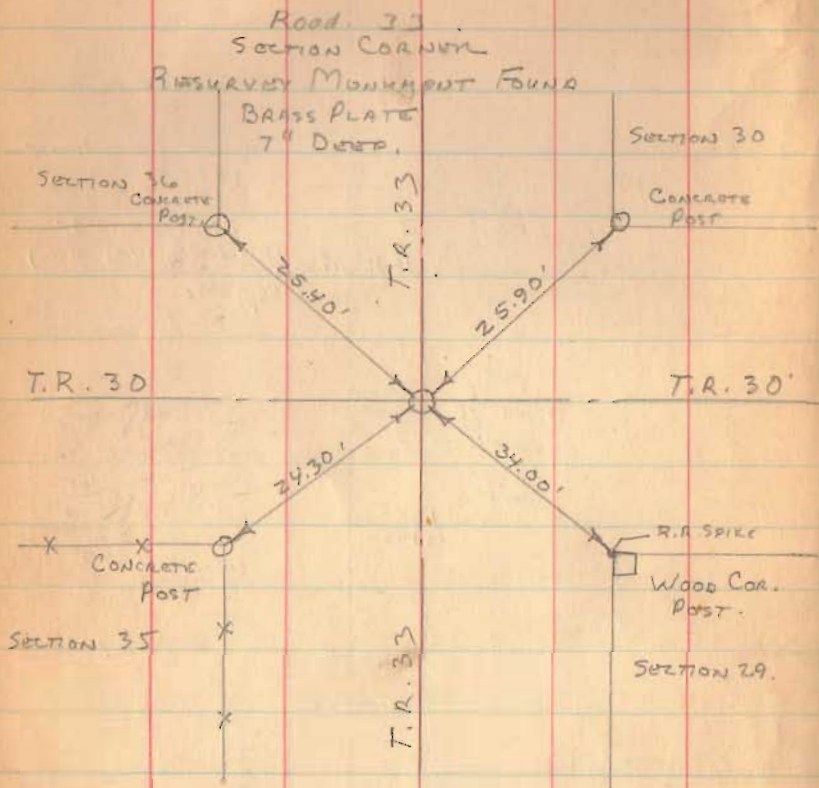 Road. 33
SECTION CORNER
RESURVEY MONUMENT FOUND
BRASS PLATE
7" DEEP.
SECTION 30
SECTION 36
CONCRETE
POST.
CONCRETE
POST
T.R. 33
25.40'
25.90'
T.R. 30
T.R. 30
24.30'
34.00'
R.R. SPIKE
CONCRETE
POST
WOOD COR.
POST.
SECTION 35
T.R. 33
SECTION 29.